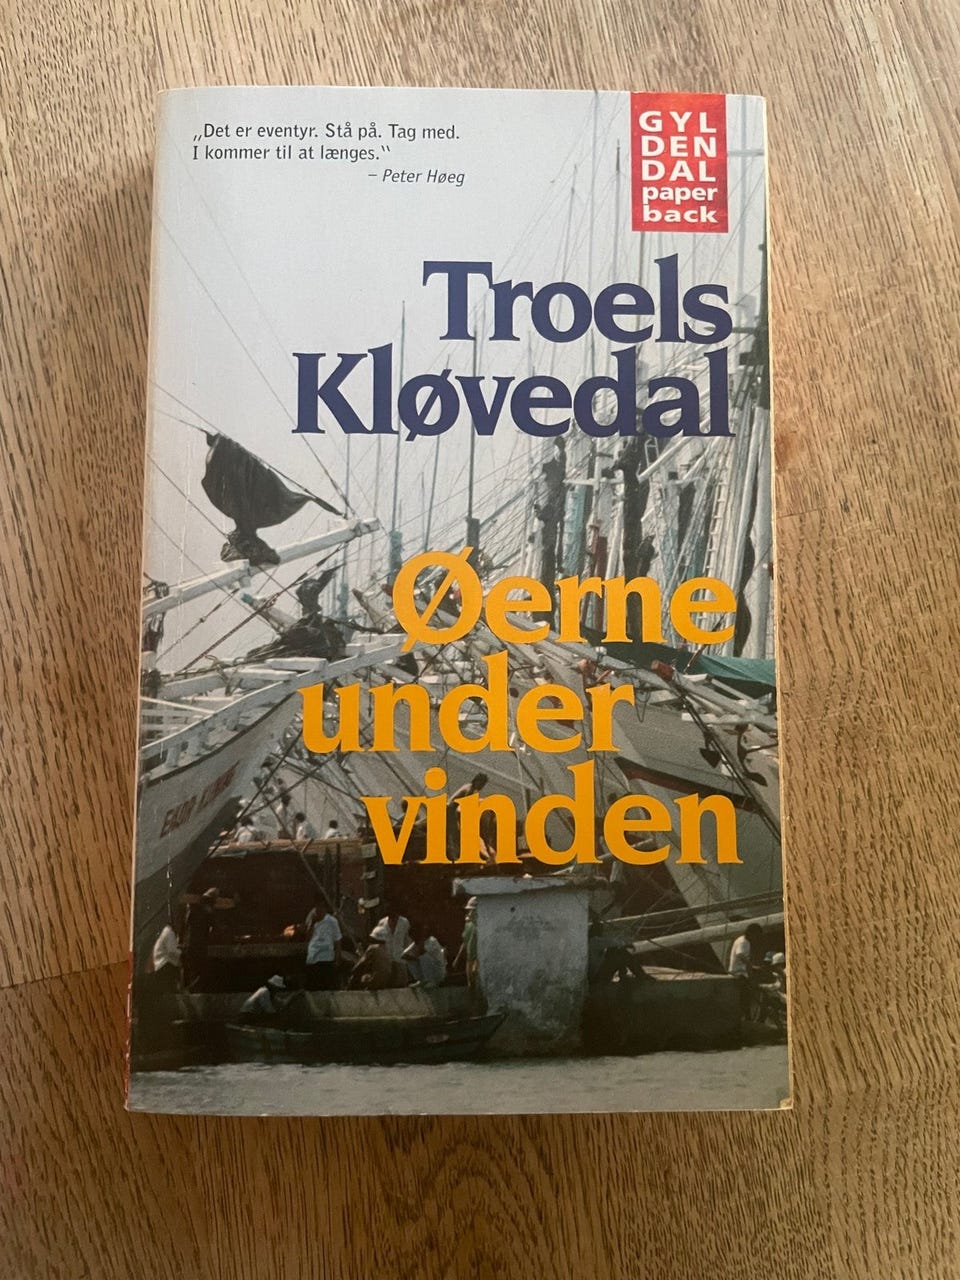 „Det er eventyr. Stå på. Tag med.
I kommer til at længes.“
– Peter Høeg
GYL
DEN
DAL
paper
back
Troels
Kløvedal
Øerne
under
vinden